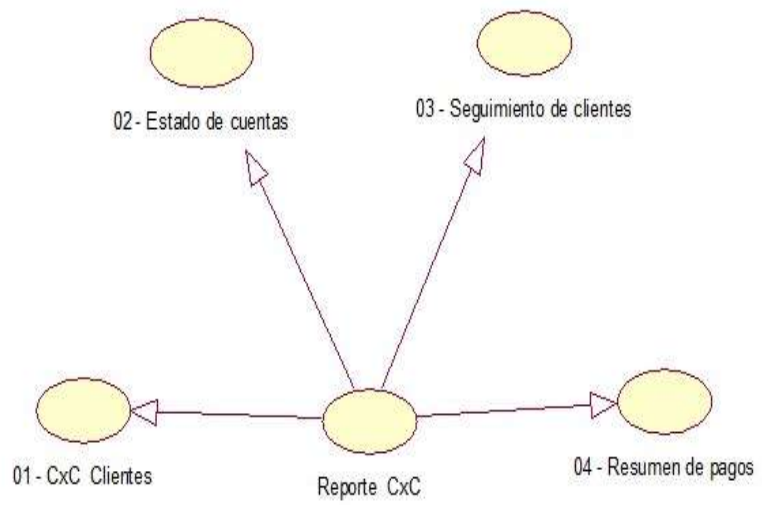 02 - Estado de cuentas
03 - Seguimiento de clientes
01 - CxC Clientes
Reporte CxC
04 - Resumen de pagos